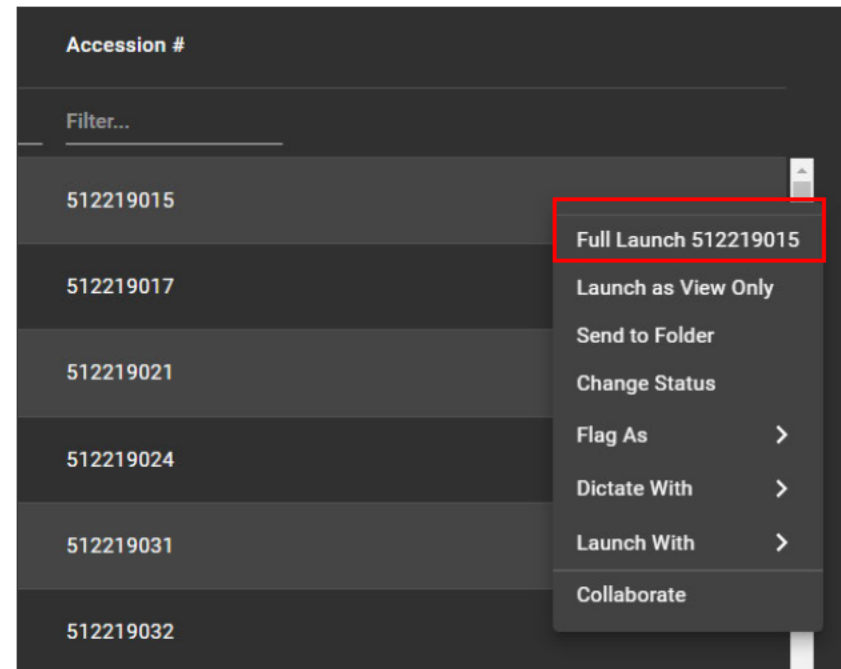 Accession #
Filter...
512219015
512219017
512219021
512219024
512219031
512219032
Full Launch 512219015
Launch as View Only
Send to Folder
Change Status
Flag As
Dictate With
Launch With
Collaborate